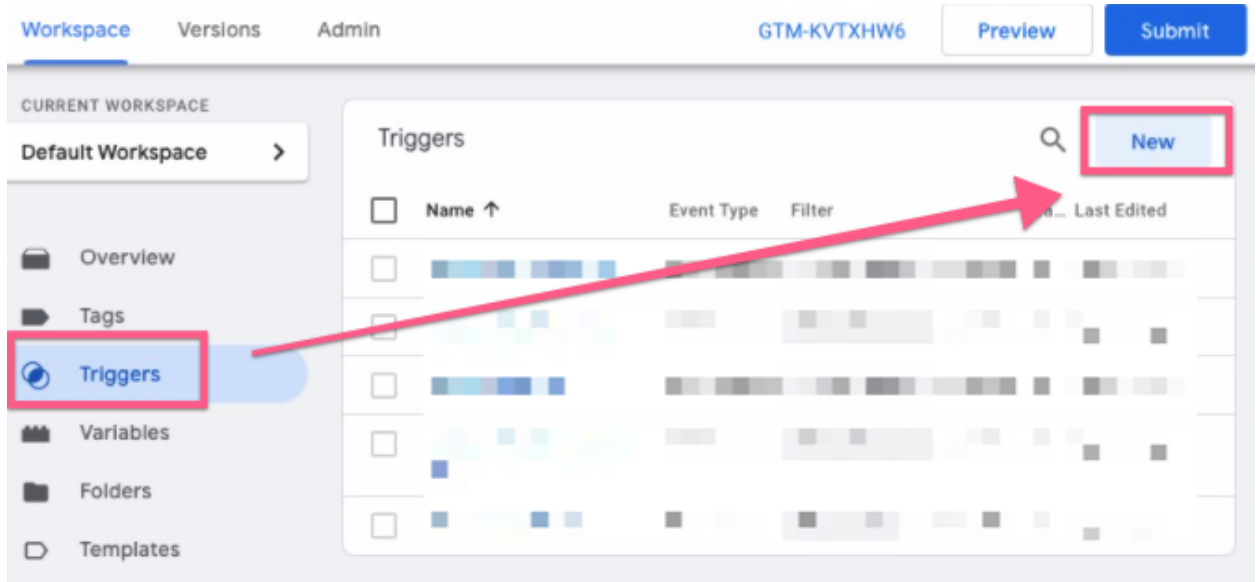 Workspace Versions Admin GTM-KVTXHW6 Preview Submit
CURRENT WORKSPACE
Default Workspace
Triggers New
Name Event Type Filter Last Edited
Overview
Tags
Triggers
Variables
Folders
Templates